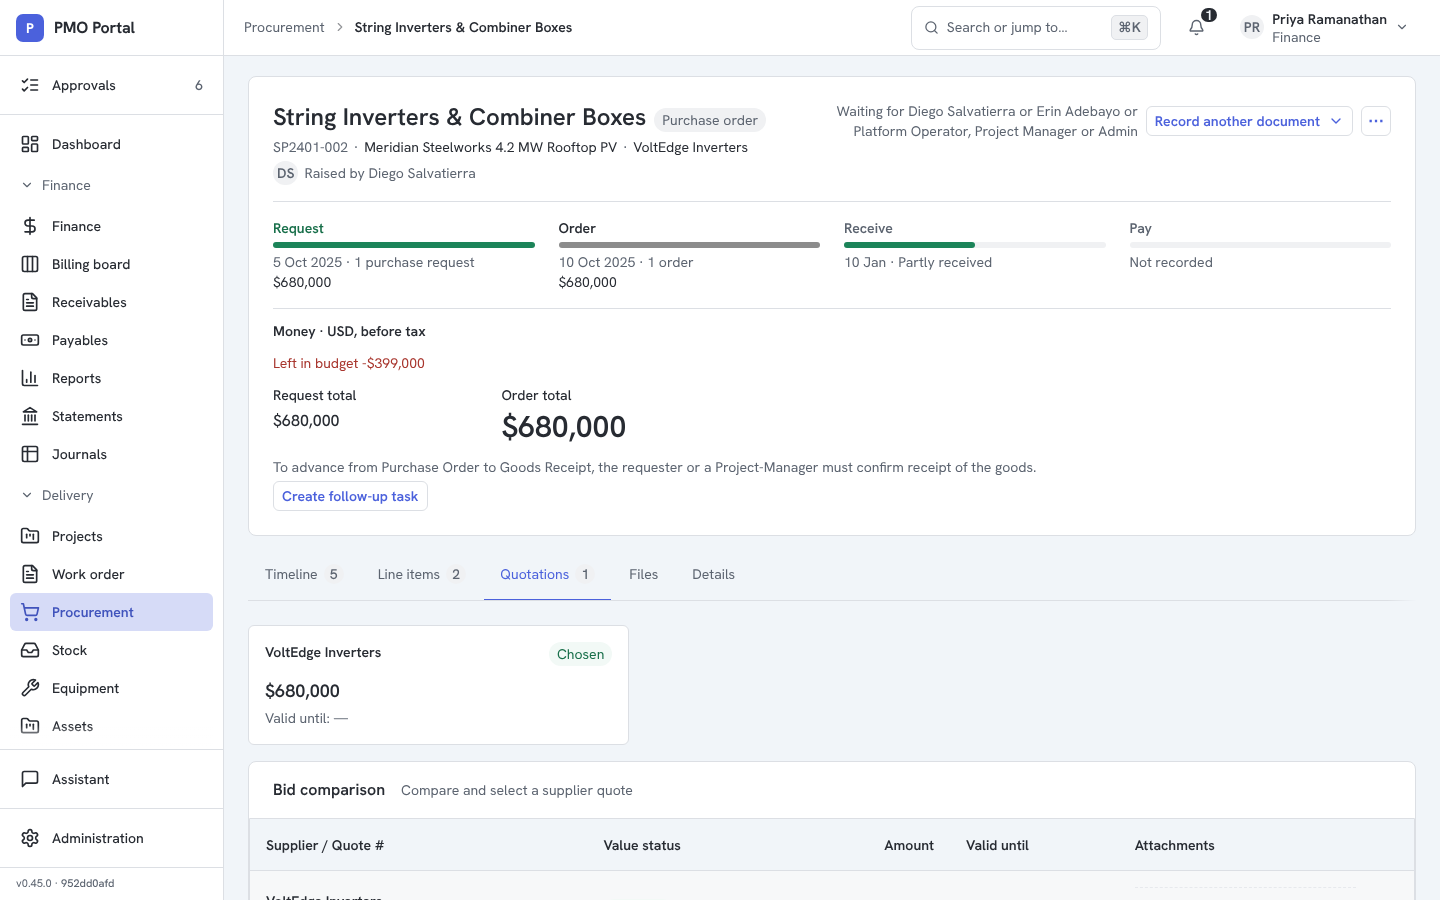 P PMO Portal
Procurement > String Inverters & Combiner Boxes
Search or jump to... ⌘K
1
PR Priya Ramanathan
Finance
Approvals 6
Dashboard
Finance
Finance
Billing board
Receivables
Payables
Reports
Statements
Journals
Delivery
Projects
Work order
Procurement
Stock
Equipment
Assets
Assistant
Administration
v0.45.0 · 952dd0afd
String Inverters & Combiner Boxes Purchase order
SP2401-002 · Meridian Steelworks 4.2 MW Rooftop PV · VoltEdge Inverters
DS Raised by Diego Salvatierra
Waiting for Diego Salvatierra or Erin Adebayo or
Platform Operator, Project Manager or Admin
Record another document
Request
5 Oct 2025 · 1 purchase request
$680,000
Order
10 Oct 2025 · 1 order
$680,000
Receive
10 Jan · Partly received
Pay
Not recorded
Money · USD, before tax
Left in budget -$399,000
Request total
$680,000
Order total
$680,000
To advance from Purchase Order to Goods Receipt, the requester or a Project-Manager must confirm receipt of the goods.
Create follow-up task
Timeline 5 Line items 2 Quotations 1 Files Details
VoltEdge Inverters Chosen
$680,000
Valid until: —
Bid comparison Compare and select a supplier quote
Supplier / Quote # Value status Amount Valid until Attachments
VoltEdge Inverters